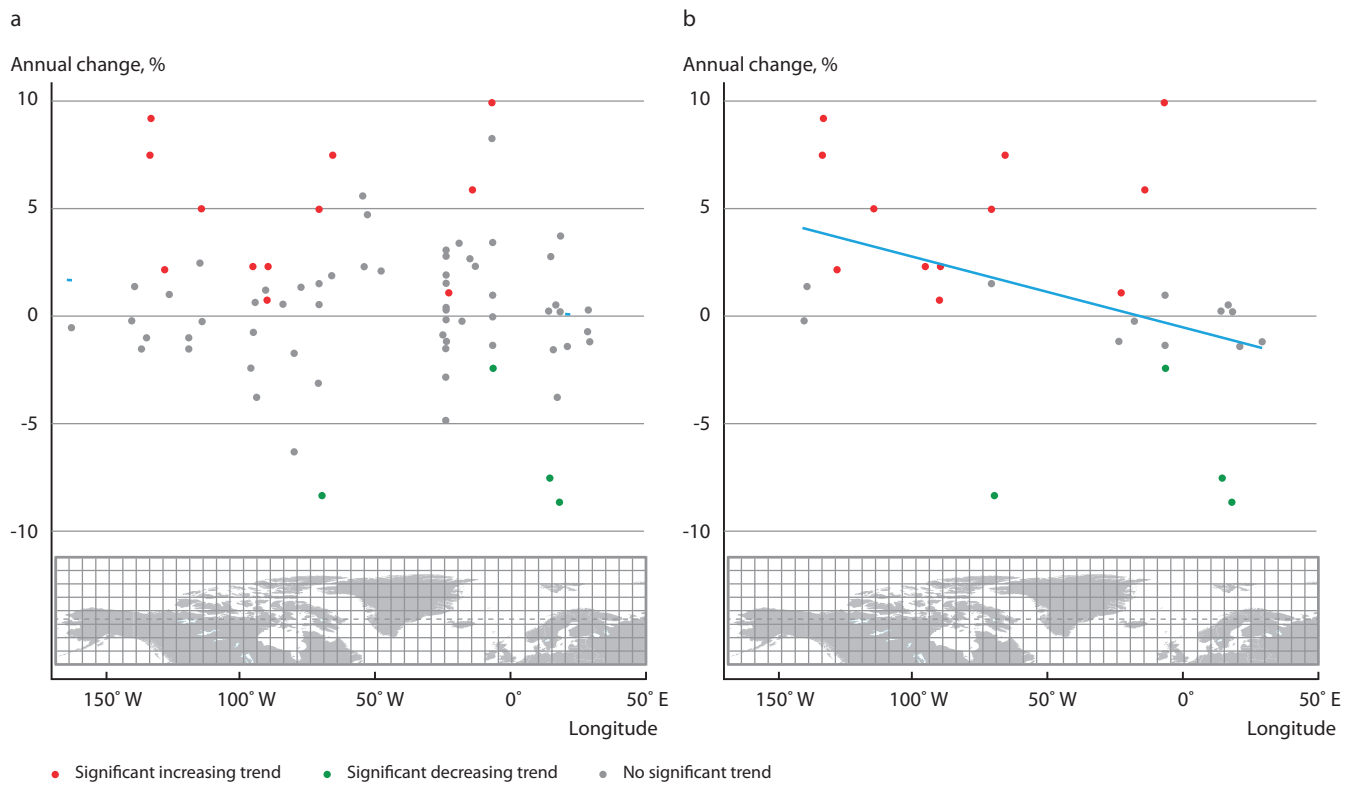 a
Annual change, %
10
5
0
-5
-10
150˚ W 100˚ W 50˚ W 0˚ 50˚ E
Longitude
b
Annual change, %
10
5
0
-5
-10
150˚ W 100˚ W 50˚ W 0˚ 50˚ E
Longitude
Significant increasing trend Significant decreasing trend No significant trend